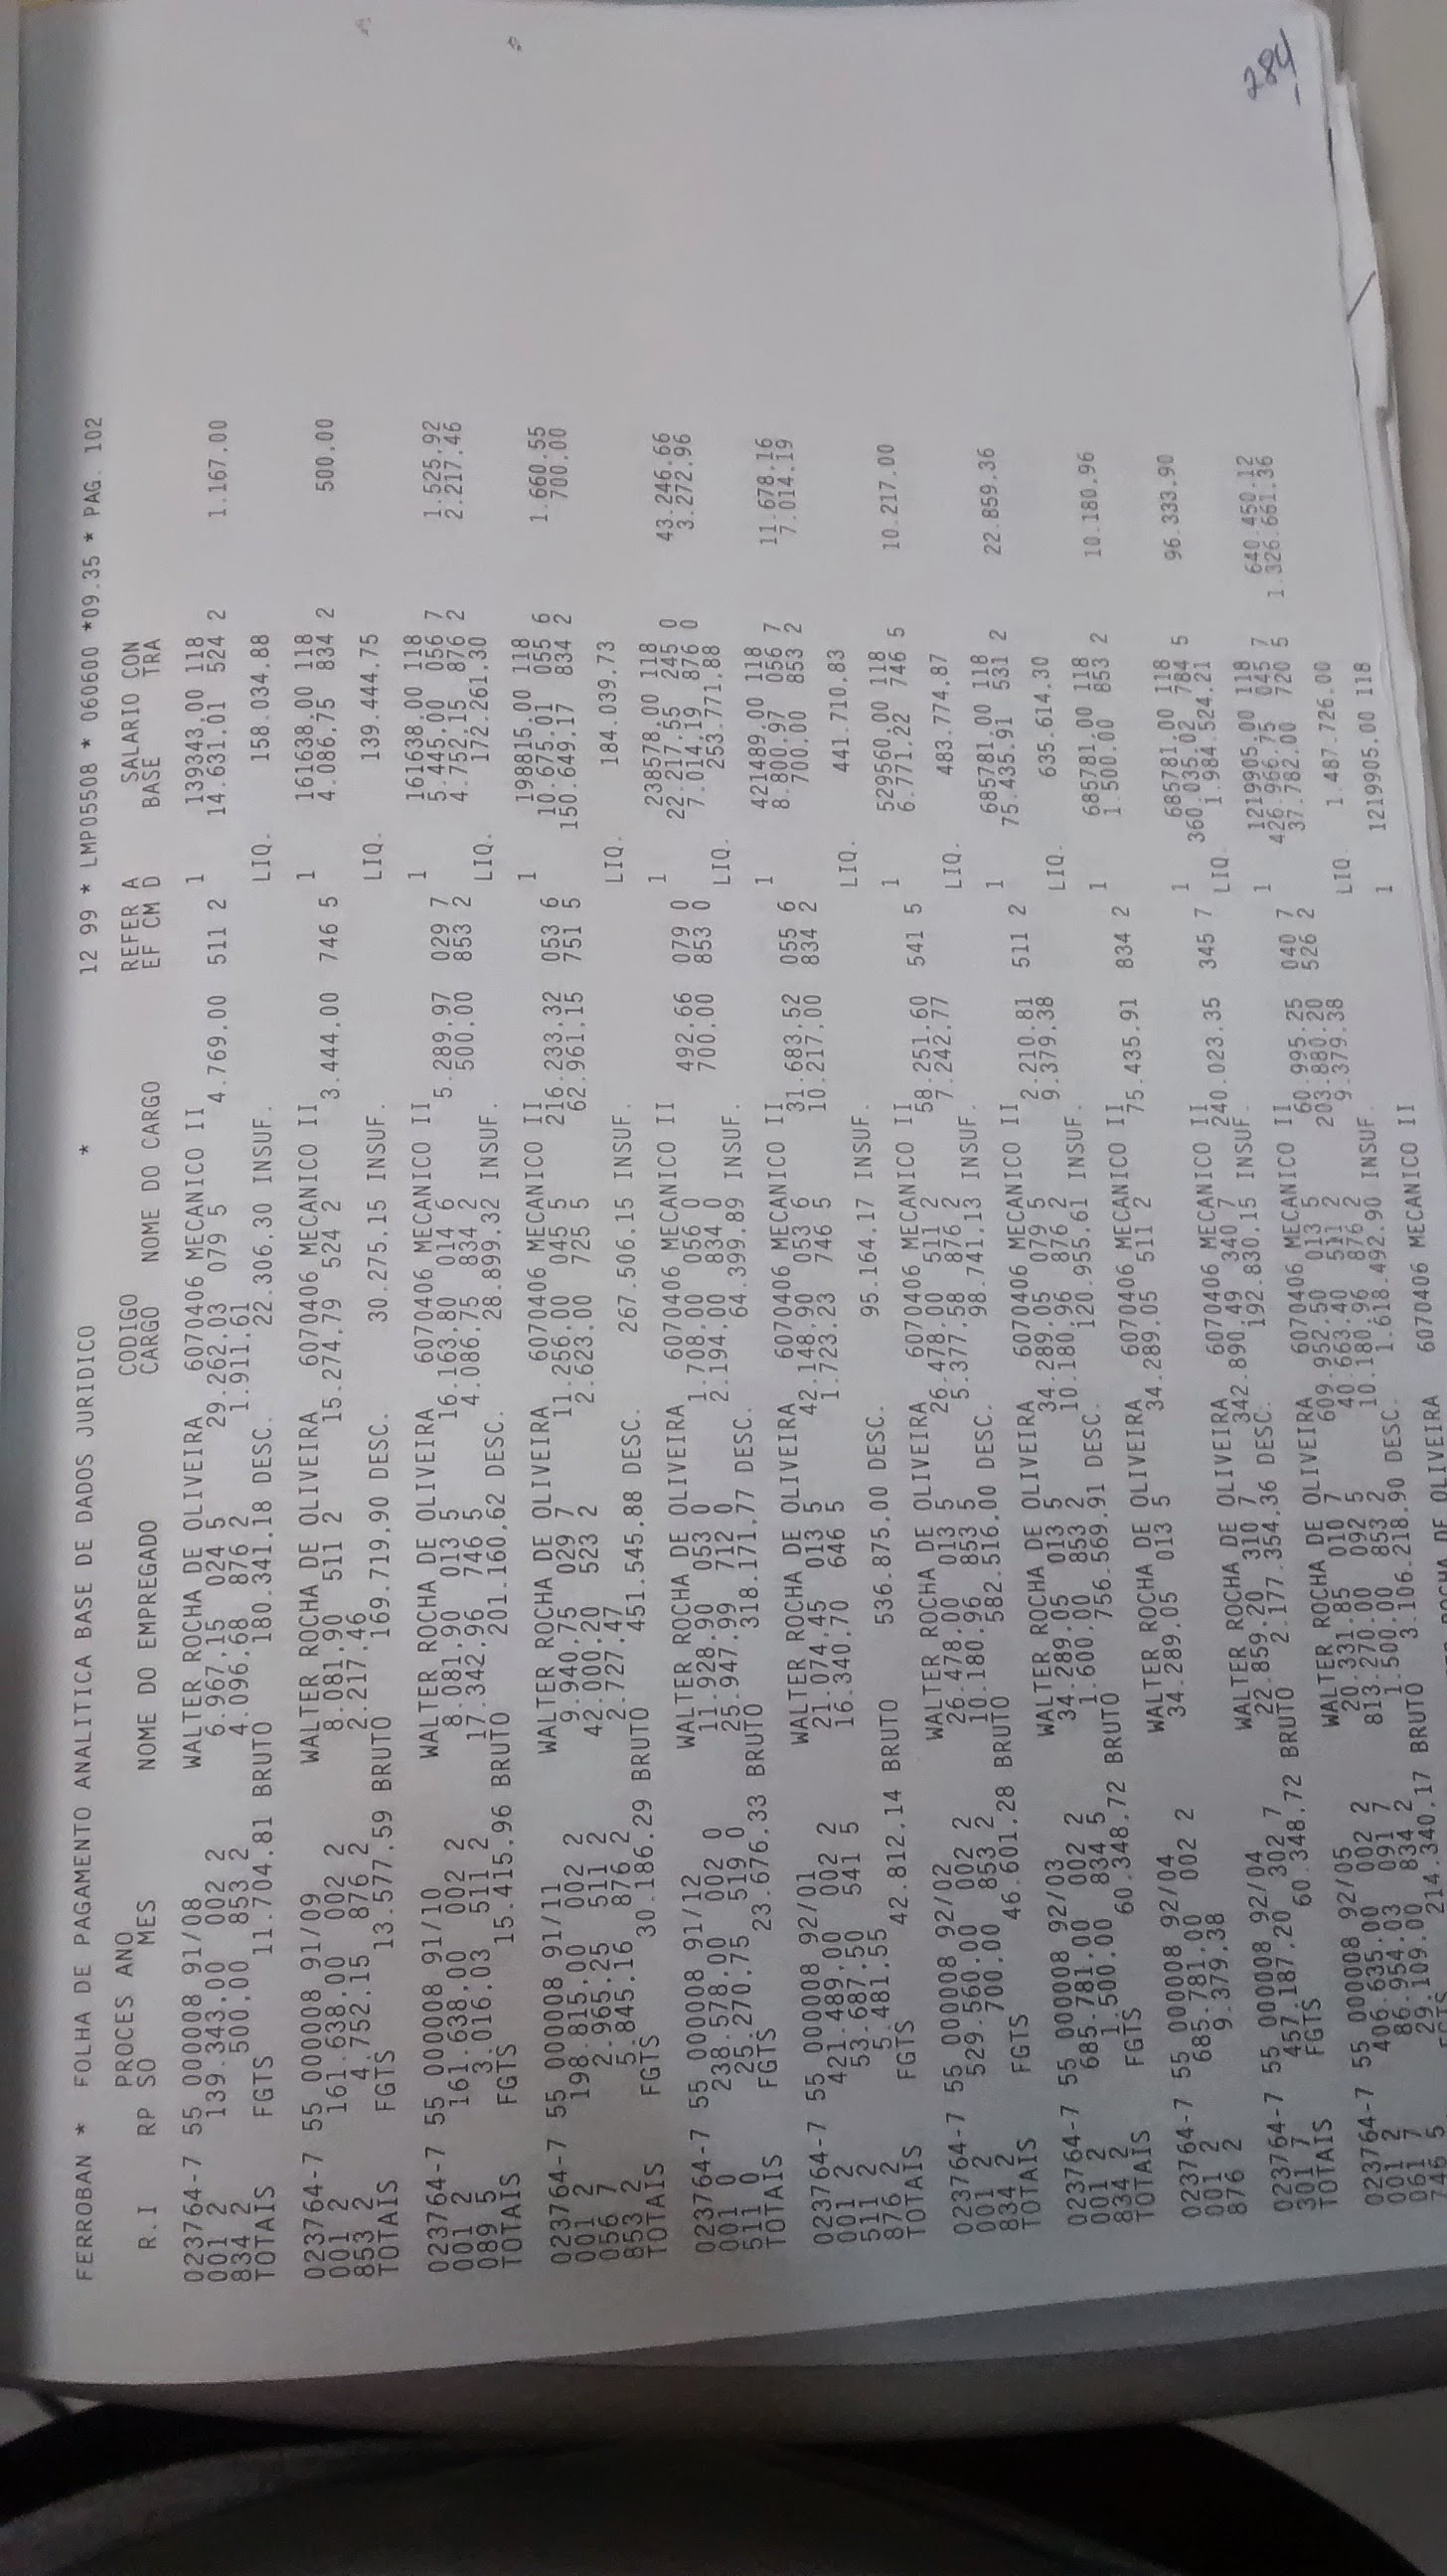 284
FERROBAN * FOLHA DE PAGAMENTO ANALITICA BASE DE DADOS JURIDICO * 12 99 * LMP05508 * 060600 *09.35 * PAG. 102
PROCES ANO CODIGO REFER A SALARIO CON
R.I RP SO MES NOME DO EMPREGADO CARGO NOME DO CARGO EF CM D BASE TRA
023764-7 55 000008 91/08 WALTER ROCHA DE OLIVEIRA 6070406 MECANICO II 1 139343,00 118
001 2 139.343.00 002 2 6.967.15 024 5 29.262.03 079 5 4.769.00 511 2 14.631.01 524 2 1.167.00
834 2 500.00 853 2 4.096.68 876 2 1.911.61
TOTAIS FGTS 11.704.81 BRUTO 180.341.18 DESC. 22.306.30 INSUF. LIQ. 158.034.88
023764-7 55 000008 91/09 WALTER ROCHA DE OLIVEIRA 6070406 MECANICO II 1 161638,00 118
001 2 161.638.00 002 2 8.081.90 511 2 15.274.79 524 2 3.444.00 746 5 4.086.75 834 2 500.00
853 2 4.752.15 876 2 2.217.46
TOTAIS FGTS 13.577.59 BRUTO 169.719.90 DESC. 30.275.15 INSUF. LIQ. 139.444.75
023764-7 55 000008 91/10 WALTER ROCHA DE OLIVEIRA 6070406 MECANICO II 1 161638,00 118
001 2 161.638.00 002 2 8.081.90 013 5 16.163.80 014 6 5.289.97 029 7 5.445.00 056 7 1.525.92
089 5 3.016.03 511 2 17.342.96 746 5 4.086.75 834 2 500.00 853 2 4.752.15 876 2 2.217.46
TOTAIS FGTS 15.415.96 BRUTO 201.160.62 DESC. 28.899.32 INSUF. LIQ. 172.261.30
023764-7 55 000008 91/11 WALTER ROCHA DE OLIVEIRA 6070406 MECANICO II 1 198815,00 118
001 2 198.815.00 002 2 9.940.75 029 7 11.256.00 045 5 216.233.32 053 6 10.675.01 055 6 1.660.55
056 7 2.965.25 511 2 42.000.20 523 2 2.623.00 725 5 62.961.15 751 5 150.649.17 834 2 700.00
853 2 5.845.16 876 2 2.727.47
TOTAIS FGTS 30.186.29 BRUTO 451.545.88 DESC. 267.506.15 INSUF. LIQ. 184.039.73
023764-7 55 000008 91/12 WALTER ROCHA DE OLIVEIRA 6070406 MECANICO II 1 238578,00 118
001 0 238.578.00 002 0 11.928.90 053 0 1.708.00 056 0 492.66 079 0 22.217.55 245 0 43.246.66
511 0 25.270.75 519 0 25.947.99 712 0 2.194.00 834 0 700.00 853 0 7.014.19 876 0 3.272.96
TOTAIS FGTS 23.676.33 BRUTO 318.171.77 DESC. 64.399.89 INSUF. LIQ. 253.771.88
023764-7 55 000008 92/01 WALTER ROCHA DE OLIVEIRA 6070406 MECANICO II 1 421489,00 118
001 2 421.489.00 002 2 21.074.45 013 5 42.148.90 053 6 31.683.52 055 6 8.800.97 056 7 11.678.16
511 2 53.687.50 541 5 16.340.70 646 5 1.723.23 746 5 10.217.00 834 2 700.00 853 2 7.014.19
876 2 5.481.55
TOTAIS FGTS 42.812.14 BRUTO 536.875.00 DESC. 95.164.17 INSUF. LIQ. 441.710.83
023764-7 55 000008 92/02 WALTER ROCHA DE OLIVEIRA 6070406 MECANICO II 1 529560,00 118
001 2 529.560.00 002 2 26.478.00 013 5 26.478.00 511 2 58.251.60 541 5 6.771.22 746 5 10.217.00
834 2 700.00 853 2 10.180.96 853 5 5.377.58 876 2 7.242.77
TOTAIS FGTS 46.601.28 BRUTO 582.516.00 DESC. 98.741.13 INSUF. LIQ. 483.774.87
023764-7 55 000008 92/03 WALTER ROCHA DE OLIVEIRA 6070406 MECANICO II 1 685781,00 118
001 2 685.781.00 002 2 34.289.05 013 5 34.289.05 079 5 2.210.81 511 2 75.435.91 531 2 22.859.36
834 2 1.500.00 834 5 1.600.00 853 2 10.180.96 876 2 9.379.38
TOTAIS FGTS 60.348.72 BRUTO 756.569.91 DESC. 120.955.61 INSUF. LIQ. 635.614.30
023764-7 55 000008 92/04 WALTER ROCHA DE OLIVEIRA 6070406 MECANICO II 1 685781,00 118
001 2 685.781.00 002 2 34.289.05 013 5 34.289.05 511 2 75.435.91 834 2 1.500.00 853 2 10.180.96
876 2 9.379.38
023764-7 55 000008 92/04 WALTER ROCHA DE OLIVEIRA 6070406 MECANICO II 1 685781,00 118
301 7 457.187.20 302 7 22.859.20 310 7 342.890.49 340 7 240.023.35 345 7 360.035.02 784 5 96.333.90
TOTAIS FGTS 60.348.72 BRUTO 2.177.354.36 DESC. 192.830.15 INSUF. LIQ. 1.984.524.21
023764-7 55 000008 92/05 WALTER ROCHA DE OLIVEIRA 6070406 MECANICO II 1 1219905,00 118
001 2 406.635.00 002 2 20.331.85 010 7 609.952.50 013 5 60.995.25 040 7 426.966.75 045 7 640.450.12
061 7 86.954.03 091 7 813.270.00 092 5 40.663.40 511 2 203.880.20 526 2 37.782.00 720 5 1.326.661.36
746 5 29.109.00 834 2 1.500.00 853 2 10.180.96 876 2 9.379.38
214.340.17 BRUTO 3.106.218.90 DESC. 1.618.492.90 INSUF. LIQ. 1.487.726.00
OLIVEIRA 6070406 MECANICO II 1 1219905.00 118